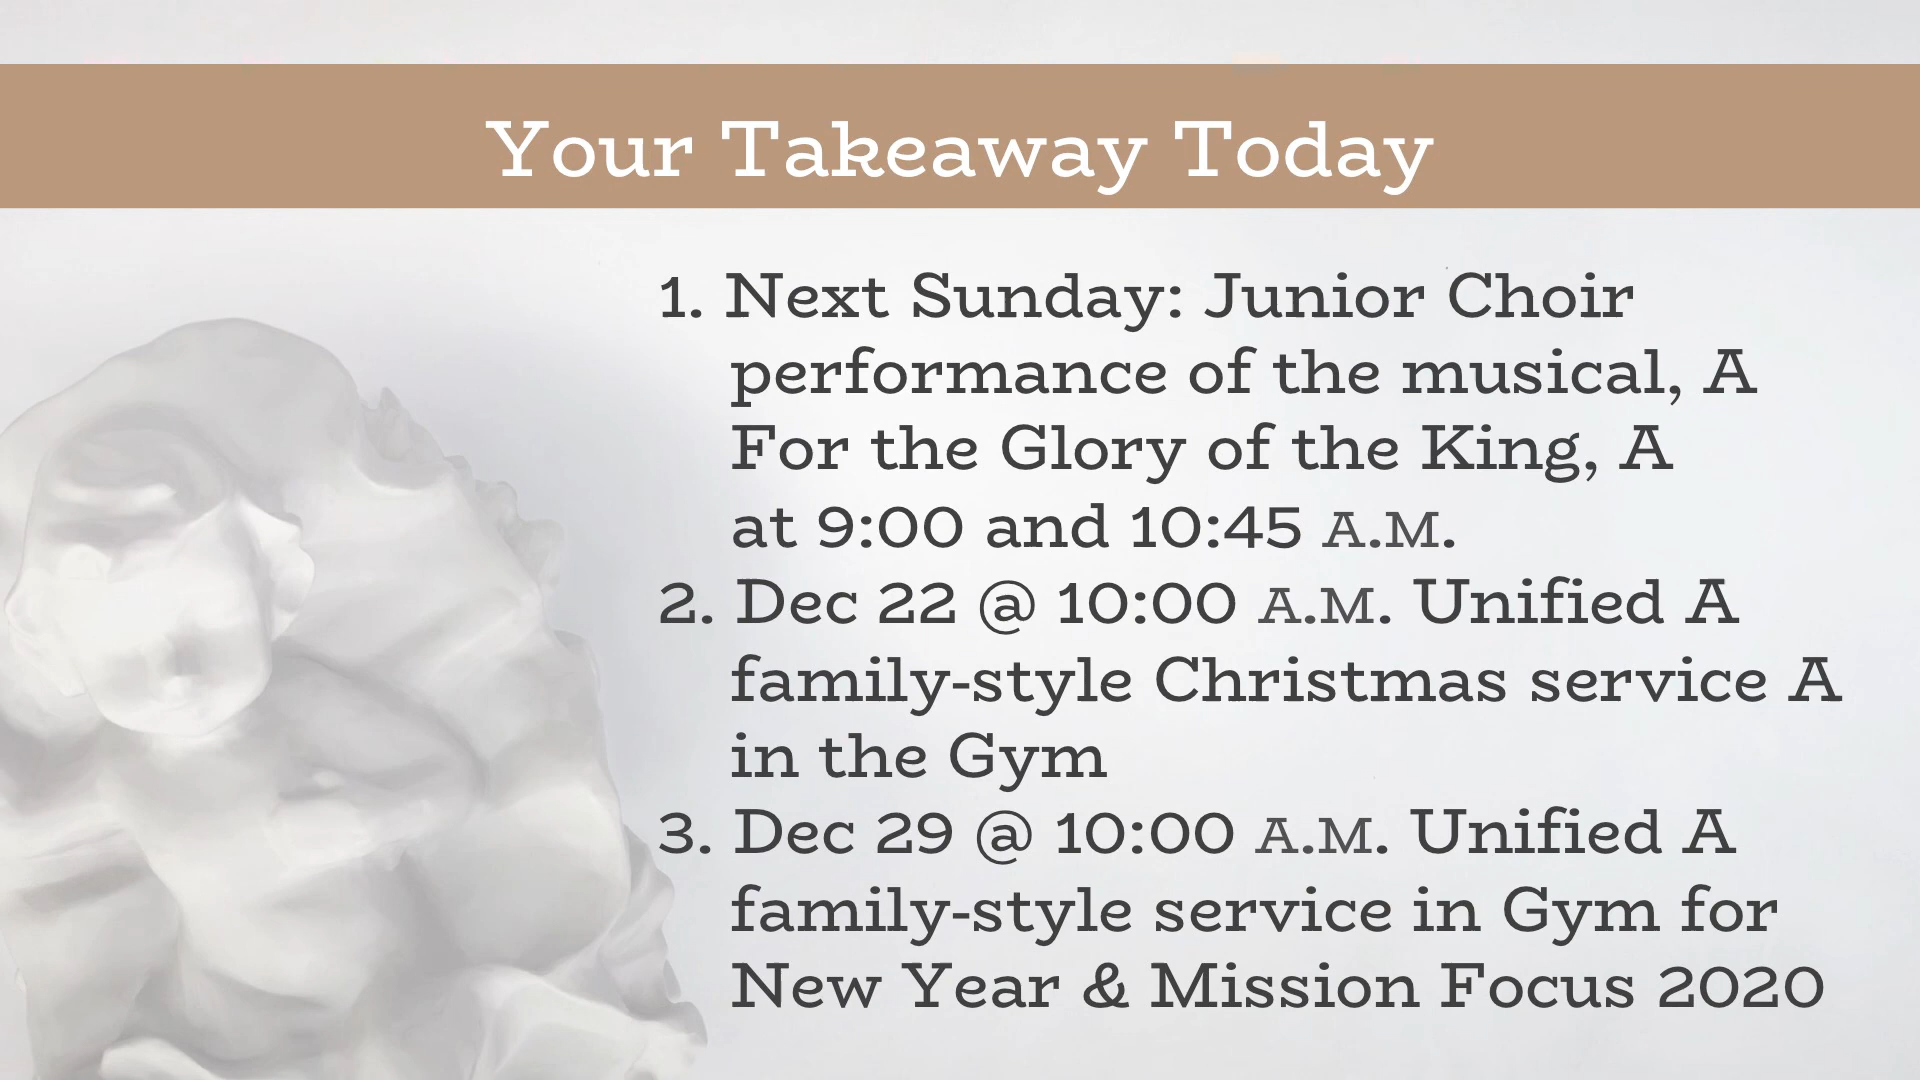 Your Takeaway Today
1. Next Sunday: Junior Choir
performance of the musical, A
For the Glory of the King, A
at 9:00 and 10:45 A.M.
2. Dec 22 @ 10:00 A.M. Unified A
family-style Christmas service A
in the Gym
3. Dec 29 @ 10:00 A.M. Unified A
family-style service in Gym for
New Year & Mission Focus 2020